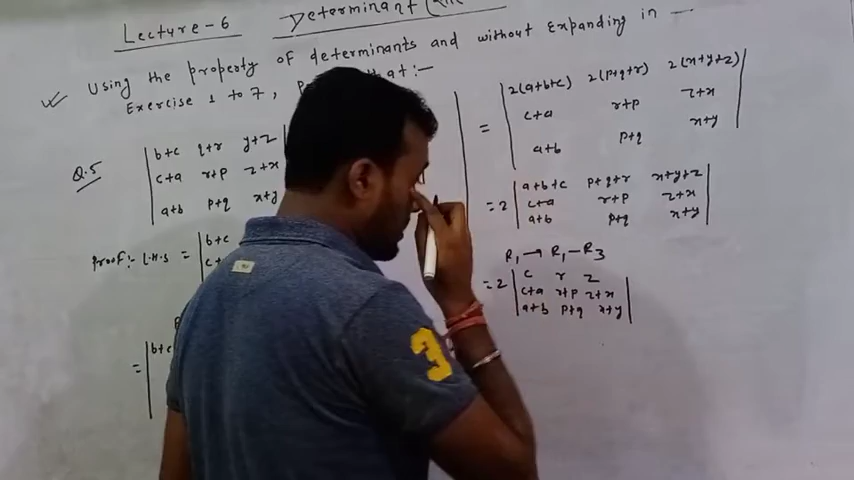 Lecture-6
Determinant
Using the property of determinants and without Expanding in
Exercise 1 to 7, that:-
Q.5
b+c q+r y+z
c+a r+p z+x
a+b p+q x+y
Proof:- L.H.S = b+c
= b+c
= 2(a+b+c) 2(p+q+r) 2(x+y+z)
c+a r+p z+x
a+b p+q x+y
=2 a+b+c p+q+r x+y+z
c+a r+p z+x
a+b p+q x+y
R1→R1-R3
=2 c r z
c+a r+p z+x
a+b p+q x+y
3